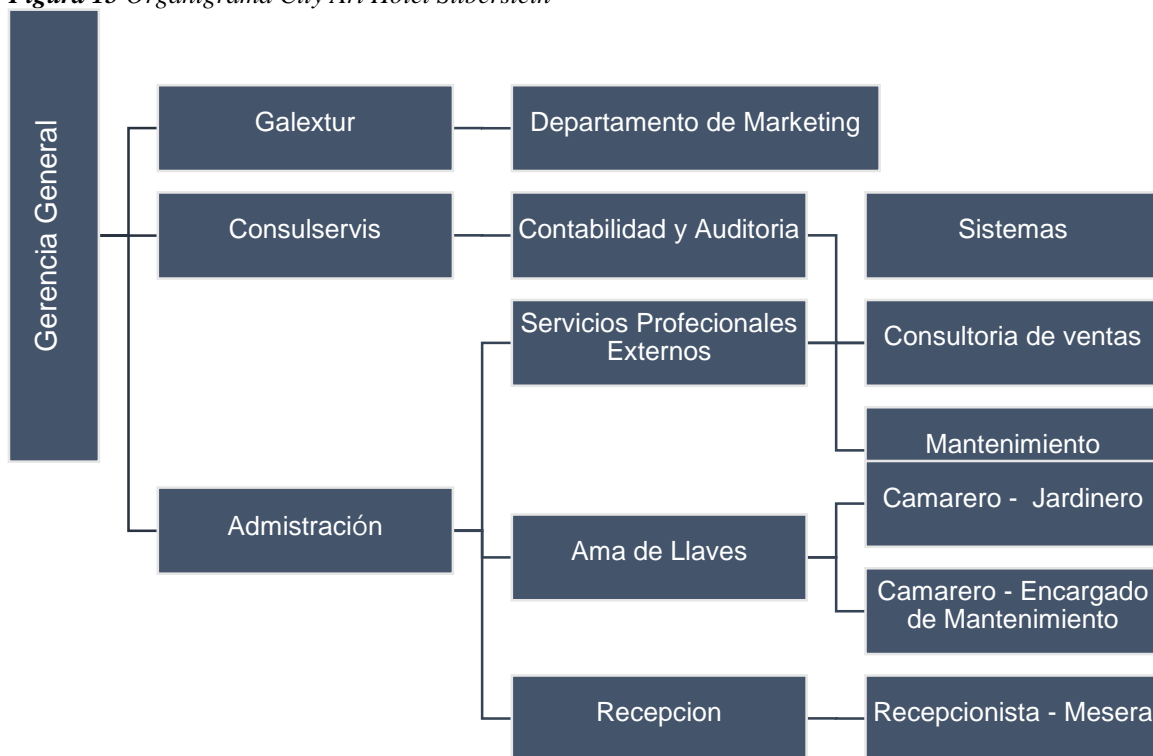 Figura 15 Organigrama City Art Hotel Silberstein
Gerencia General
Galextur
Departamento de Marketing
Consulservis
Contabilidad y Auditoria
Sistemas
Servicios Profecionales
Externos
Consultoria de ventas
Mantenimiento
Admistración
Ama de Llaves
Camarero - Jardinero
Camarero - Encargado
de Mantenimiento
Recepcion
Recepcionista - Mesera